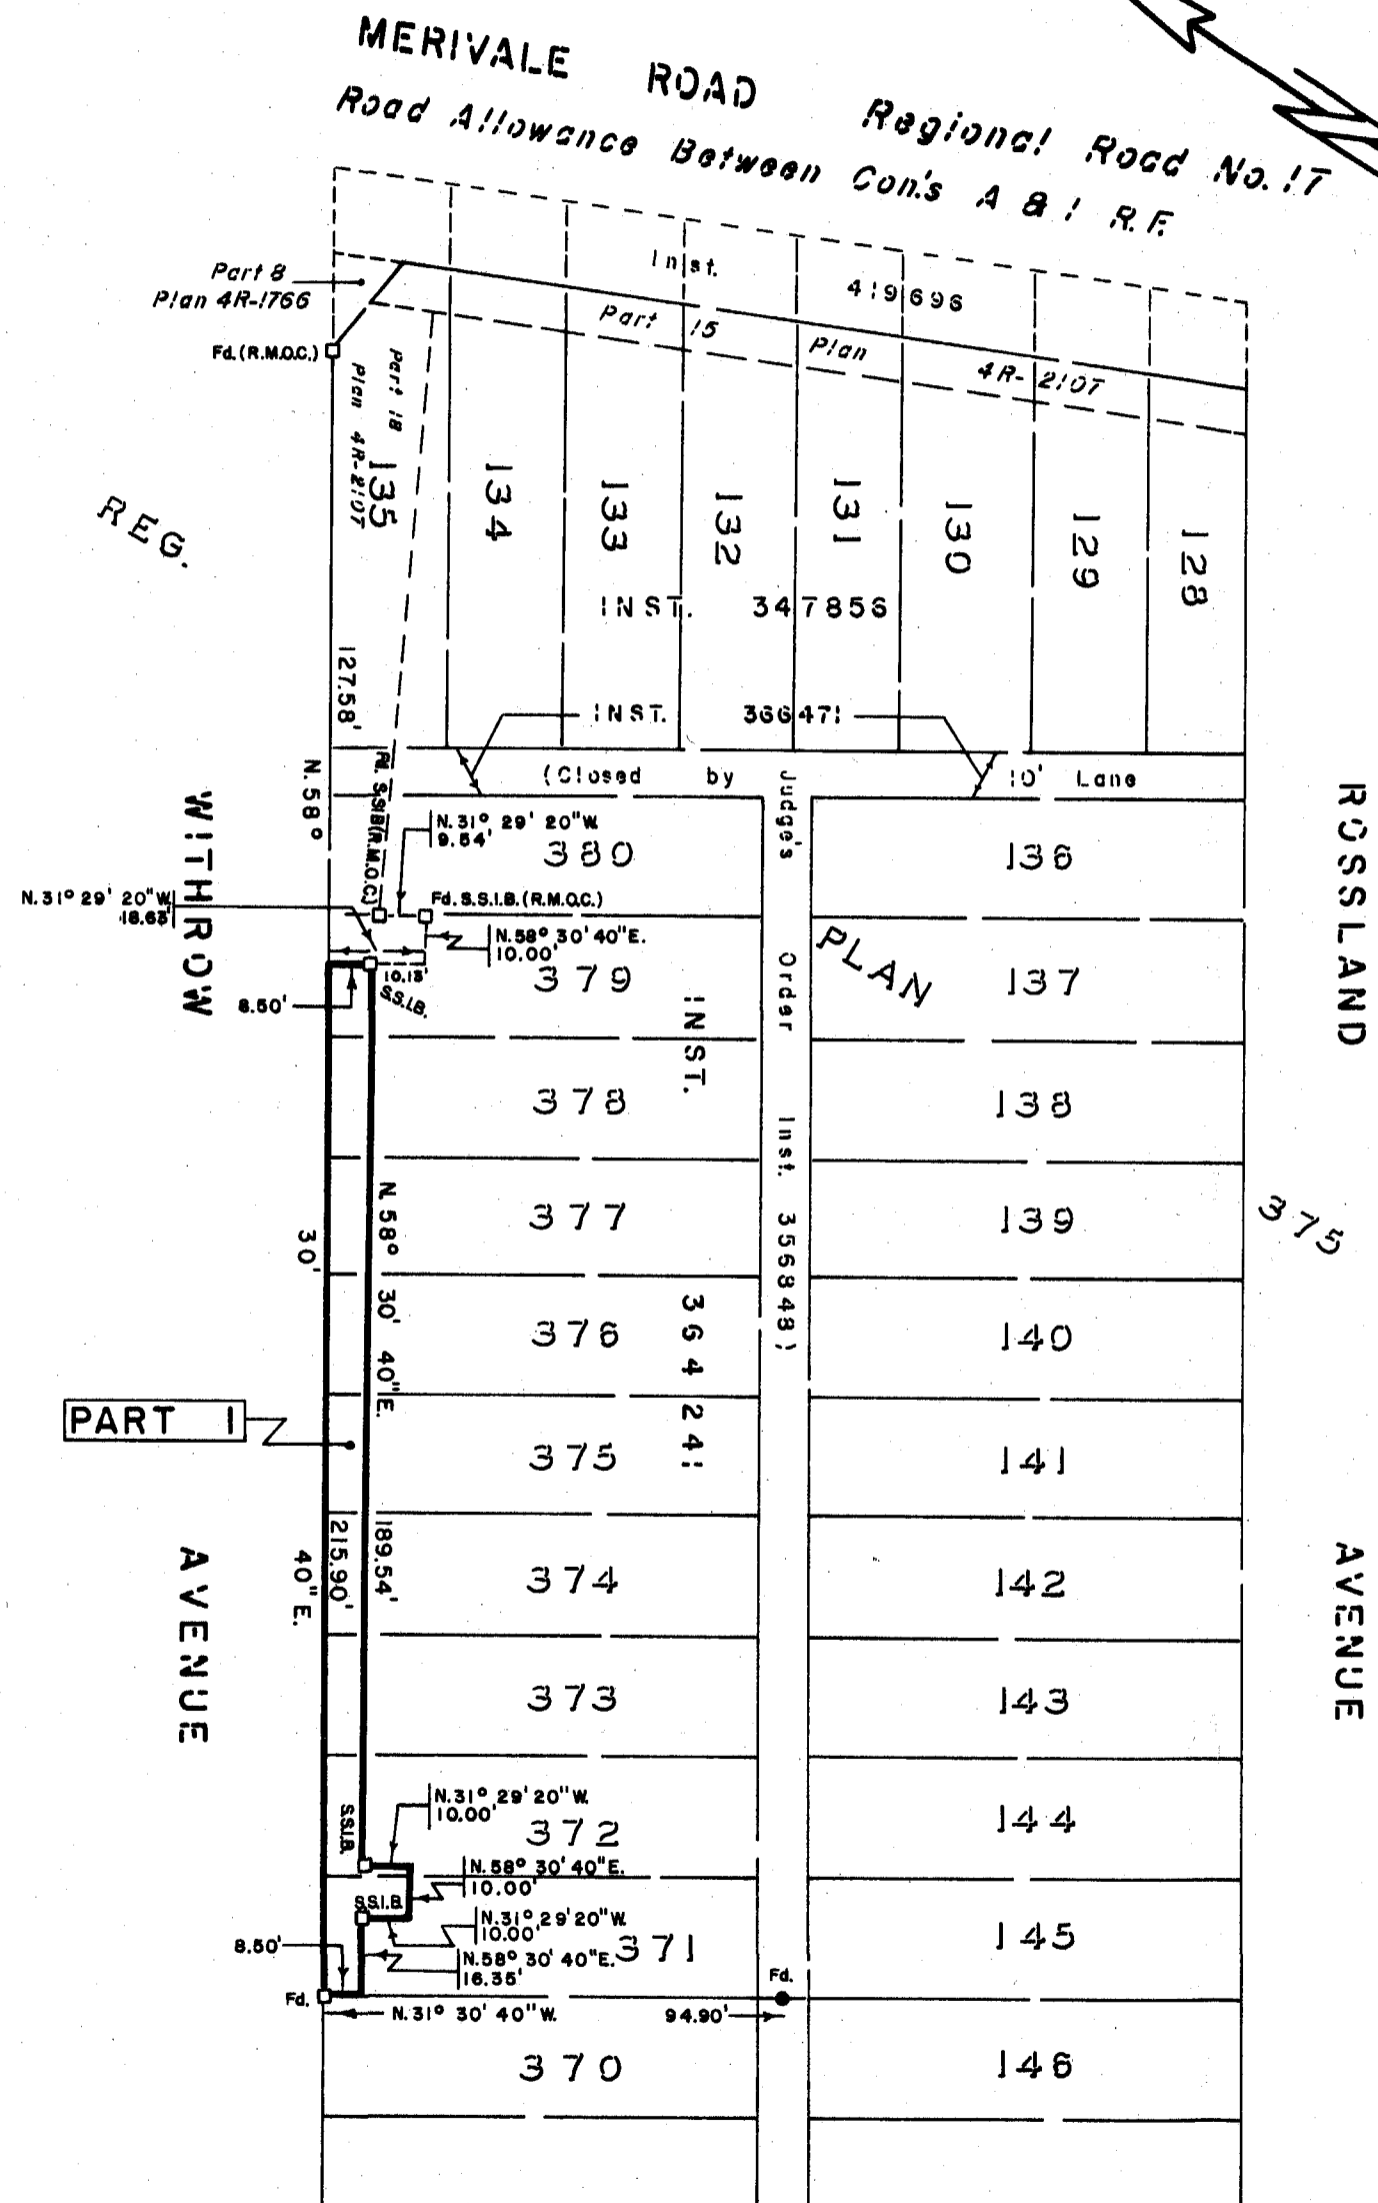 MERIVALE ROAD Regional Road No. 17
Road Allowance Between Con.'s A & 1 R.F.
Part 8
Plan 4R-1766
Inst. 419696
Part 15 Plan 4R-2107
Fd. (R.M.O.C.)
Part 18
Plan 4R-2107
135
134
133
132
131
130
129
128
REG.
INST. 347856
127.58'
INST. 366471
(Closed by
10' Lane
Judge's Order Inst. 356848)
N. 58°
S.S.I.B. (R.M.O.C.)
N. 31° 29' 20" W.
9.54'
380
136
WITHROW
ROSSLAND
N. 31° 29' 20" W.
18.63'
Fd. S.S.I.B. (R.M.O.C.)
N. 58° 30' 40" E.
10.00'
PLAN
10.13'
S.S.I.B.
8.50'
379
137
INST.
378
138
N. 58° 30' 40" E.
377
139
375
30'
376
140
364241
PART 1
375
141
189.54'
215.90'
40" E.
374
142
AVENUE
AVENUE
373
143
S.S.I.B.
N. 31° 29' 20" W.
10.00'
372
144
N. 58° 30' 40" E.
10.00'
S.S.I.B.
N. 31° 29' 20" W.
10.00'
371
145
8.50'
N. 58° 30' 40" E.
16.35'
Fd.
Fd.
N. 31° 30' 40" W.
94.90'
370
146